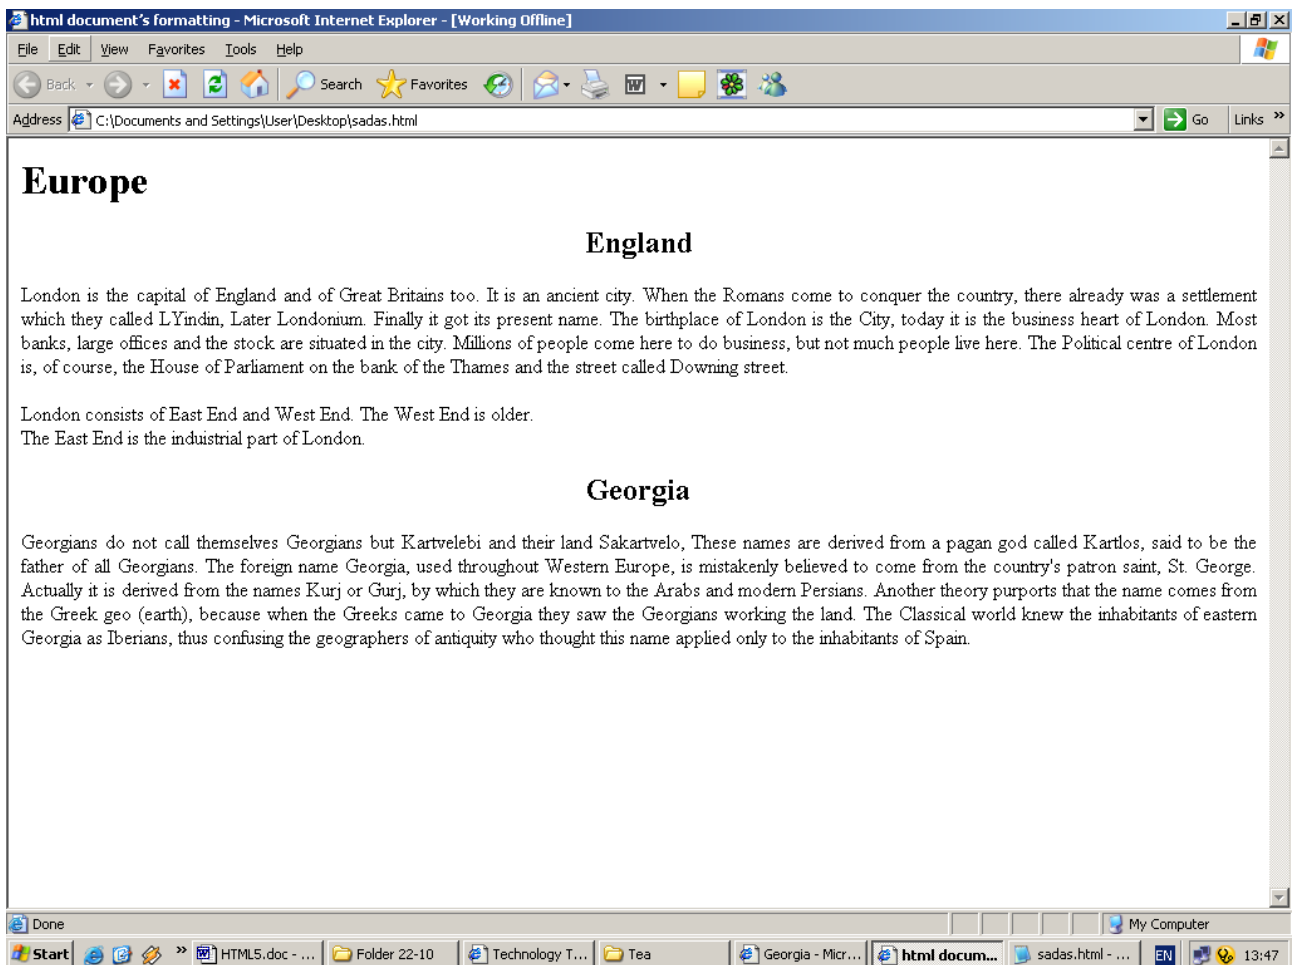 html document's formatting - Microsoft Internet Explorer - [Working Offline]
File Edit View Favorites Tools Help
Back Search Favorites
Address C:\Documents and Settings\User\Desktop\sadas.html Go Links »
Europe
England
London is the capital of England and of Great Britains too. It is an ancient city. When the Romans come to conquer the country, there already was a settlement
which they called LYindin, Later Londonium. Finally it got its present name. The birthplace of London is the City, today it is the business heart of London. Most
banks, large offices and the stock are situated in the city. Millions of people come here to do business, but not much people live here. The Political centre of London
is, of course, the House of Parliament on the bank of the Thames and the street called Downing street.
London consists of East End and West End. The West End is older.
The East End is the induistrial part of London.
Georgia
Georgians do not call themselves Georgians but Kartvelebi and their land Sakartvelo, These names are derived from a pagan god called Kartlos, said to be the
father of all Georgians. The foreign name Georgia, used throughout Western Europe, is mistakenly believed to come from the country's patron saint, St. George.
Actually it is derived from the names Kurj or Gurj, by which they are known to the Arabs and modern Persians. Another theory purports that the name comes from
the Greek geo (earth), because when the Greeks came to Georgia they saw the Georgians working the land. The Classical world knew the inhabitants of eastern
Georgia as Iberians, thus confusing the geographers of antiquity who thought this name applied only to the inhabitants of Spain.
Done My Computer
Start » HTML5.doc - ... Folder 22-10 Technology T... Tea Georgia - Micr... html docum... sadas.html - ... EN 13:47